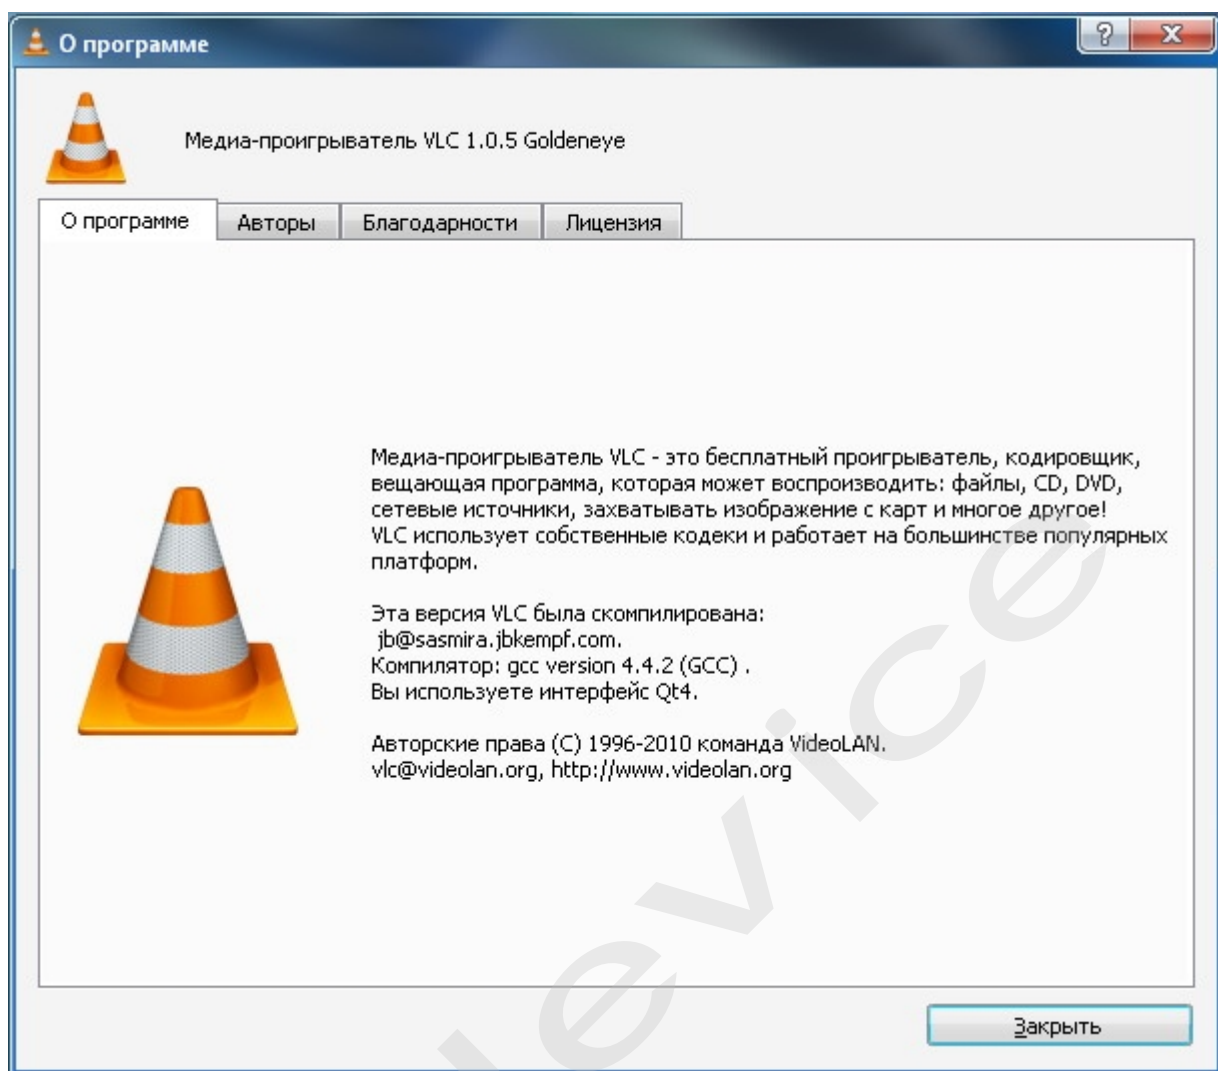 О программе
Медиа-проигрыватель VLC 1.0.5 Goldeneye
О программе Авторы Благодарности Лицензия
Медиа-проигрыватель VLC - это бесплатный проигрыватель, кодировщик,
вещающая программа, которая может воспроизводить: файлы, CD, DVD,
сетевые источники, захватывать изображение с карт и многое другое!
VLC использует собственные кодеки и работает на большинстве популярных
платформ.
Эта версия VLC была скомпилирована:
jb@sasmira.jbkempf.com.
Компилятор: gcc version 4.4.2 (GCC) .
Вы используете интерфейс Qt4.
Авторские права (C) 1996-2010 команда VideoLAN.
vlc@videolan.org, http://www.videolan.org
Закрыть